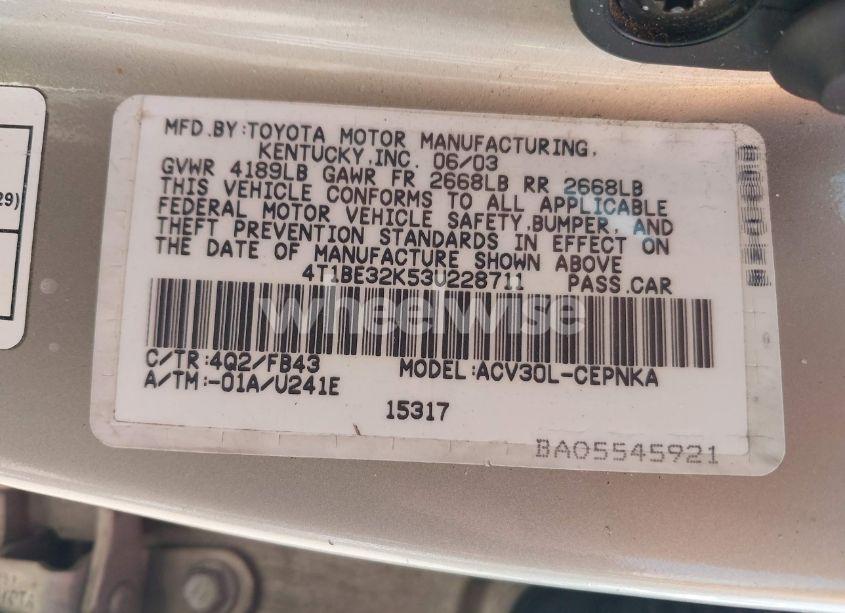 MFD.BY:TOYOTA MOTOR MANUFACTURING,
KENTUCKY,INC. 06/03
GVWR 4189LB GAWR FR 2668LB RR 2668LB
THIS VEHICLE CONFORMS TO ALL APPLICABLE
FEDERAL MOTOR VEHICLE SAFETY,BUMPER, AND
THEFT PREVENTION STANDARDS IN EFFECT ON
THE DATE OF MANUFACTURE SHOWN ABOVE
4T1BE32K53U228711 PASS.CAR
wheelwise
C/TR:4Q2/FB43 MODEL:ACV30L-CEPNKA
A/TM:-01A/U241E
15317
BA05545921
29)